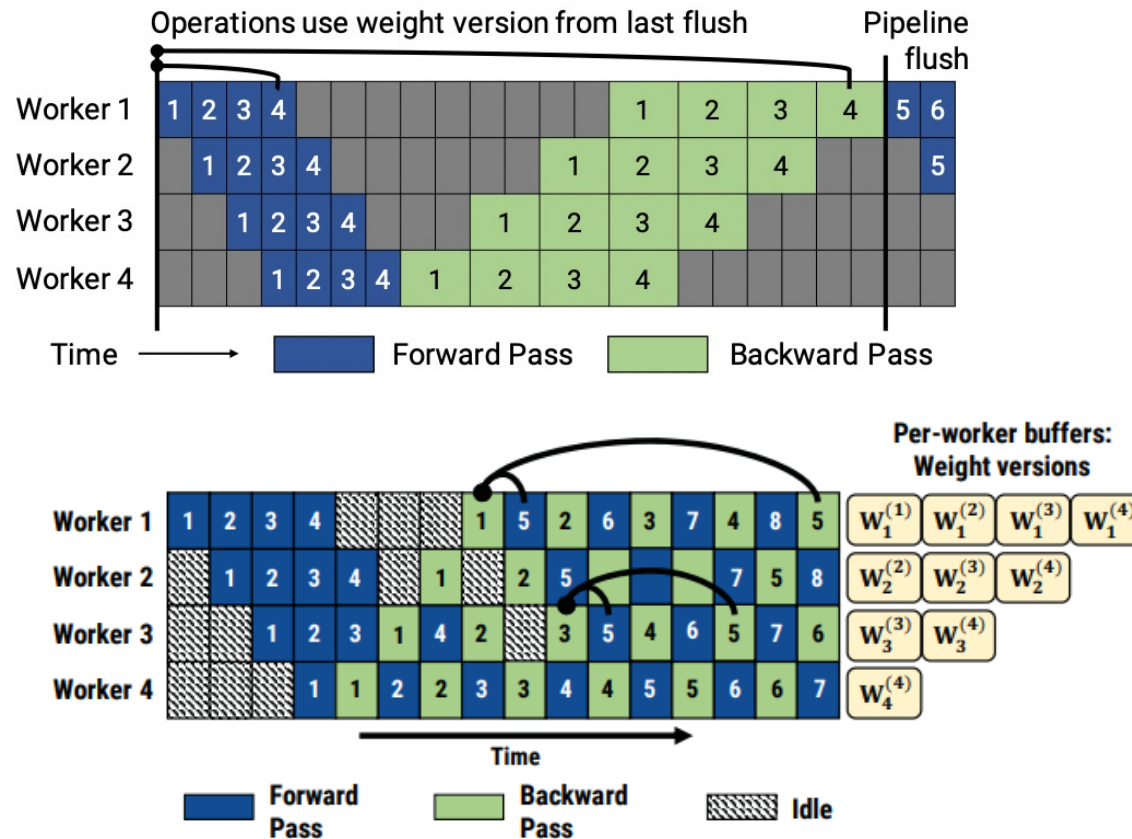 Operations use weight version from last flush
Pipeline
flush
Worker 1 1 2 3 4 1 2 3 4 5 6
Worker 2 1 2 3 4 1 2 3 4 5
Worker 3 1 2 3 4 1 2 3 4
Worker 4 1 2 3 4 1 2 3 4
Time Forward Pass Backward Pass
Per-worker buffers:
Weight versions
Worker 1 1 2 3 4 1 5 2 6 3 7 4 8 5 W₁⁽¹⁾ W₁⁽²⁾ W₁⁽³⁾ W₁⁽⁴⁾
Worker 2 1 2 3 4 1 2 5 7 5 8 W₂⁽²⁾ W₂⁽³⁾ W₂⁽⁴⁾
Worker 3 1 2 3 1 4 2 3 5 4 6 5 7 6 W₃⁽³⁾ W₃⁽⁴⁾
Worker 4 1 1 2 2 3 3 4 4 5 5 6 6 7 W₄⁽⁴⁾
Time
Forward
Pass
Backward
Pass
Idle